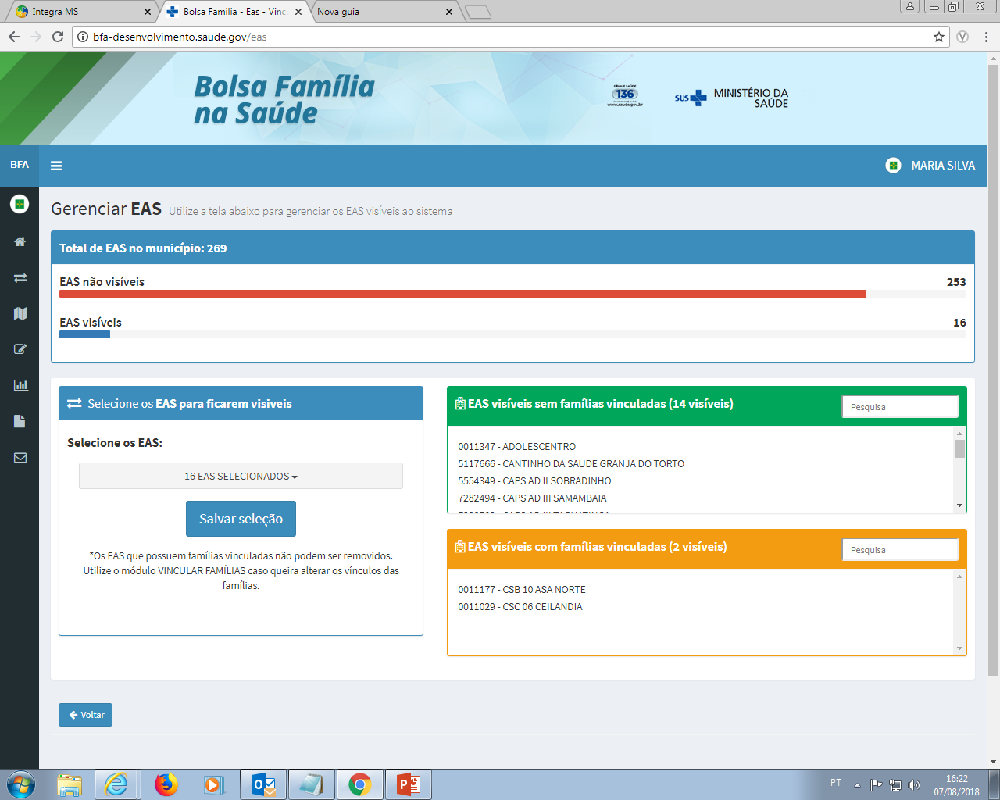 Integra MS
Bolsa Família - Eas - Vinc
Nova guia
bfa-desenvolvimento.saude.gov/eas
Bolsa Família
na Saúde
DISQUE SAÚDE
136
www.saude.gov.br
SUS
MINISTÉRIO DA
SAÚDE
BFA
MARIA SILVA
Gerenciar EAS Utilize a tela abaixo para gerenciar os EAS visíveis ao sistema
Total de EAS no município: 269
EAS não visíveis 253
EAS visíveis 16
Selecione os EAS para ficarem visiveis
Selecione os EAS:
16 EAS SELECIONADOS
Salvar seleção
*Os EAS que possuem famílias vinculadas não podem ser removidos.
Utilize o módulo VINCULAR FAMÍLIAS caso queira alterar os vínculos das
famílias.
EAS visíveis sem famílias vinculadas (14 visíveis)
Pesquisa
0011347 - ADOLESCENTRO
5117666 - CANTINHO DA SAUDE GRANJA DO TORTO
5554349 - CAPS AD II SOBRADINHO
7282494 - CAPS AD III SAMAMBAIA
EAS visíveis com famílias vinculadas (2 visíveis)
Pesquisa
0011177 - CSB 10 ASA NORTE
0011029 - CSC 06 CEILANDIA
Voltar
PT
16:22
07/08/2018